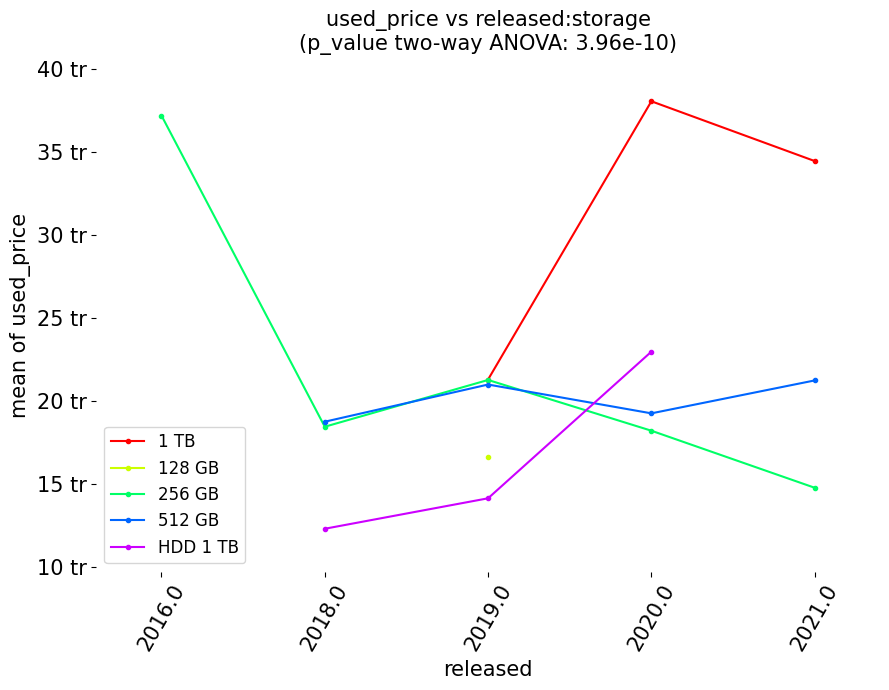 used_price vs released:storage
(p_value two-way ANOVA: 3.96e-10)
40 tr
35 tr
30 tr
25 tr
20 tr
15 tr
10 tr
mean of used_price
1 TB
128 GB
256 GB
512 GB
HDD 1 TB
2016.0
2018.0
2019.0
2020.0
2021.0
released